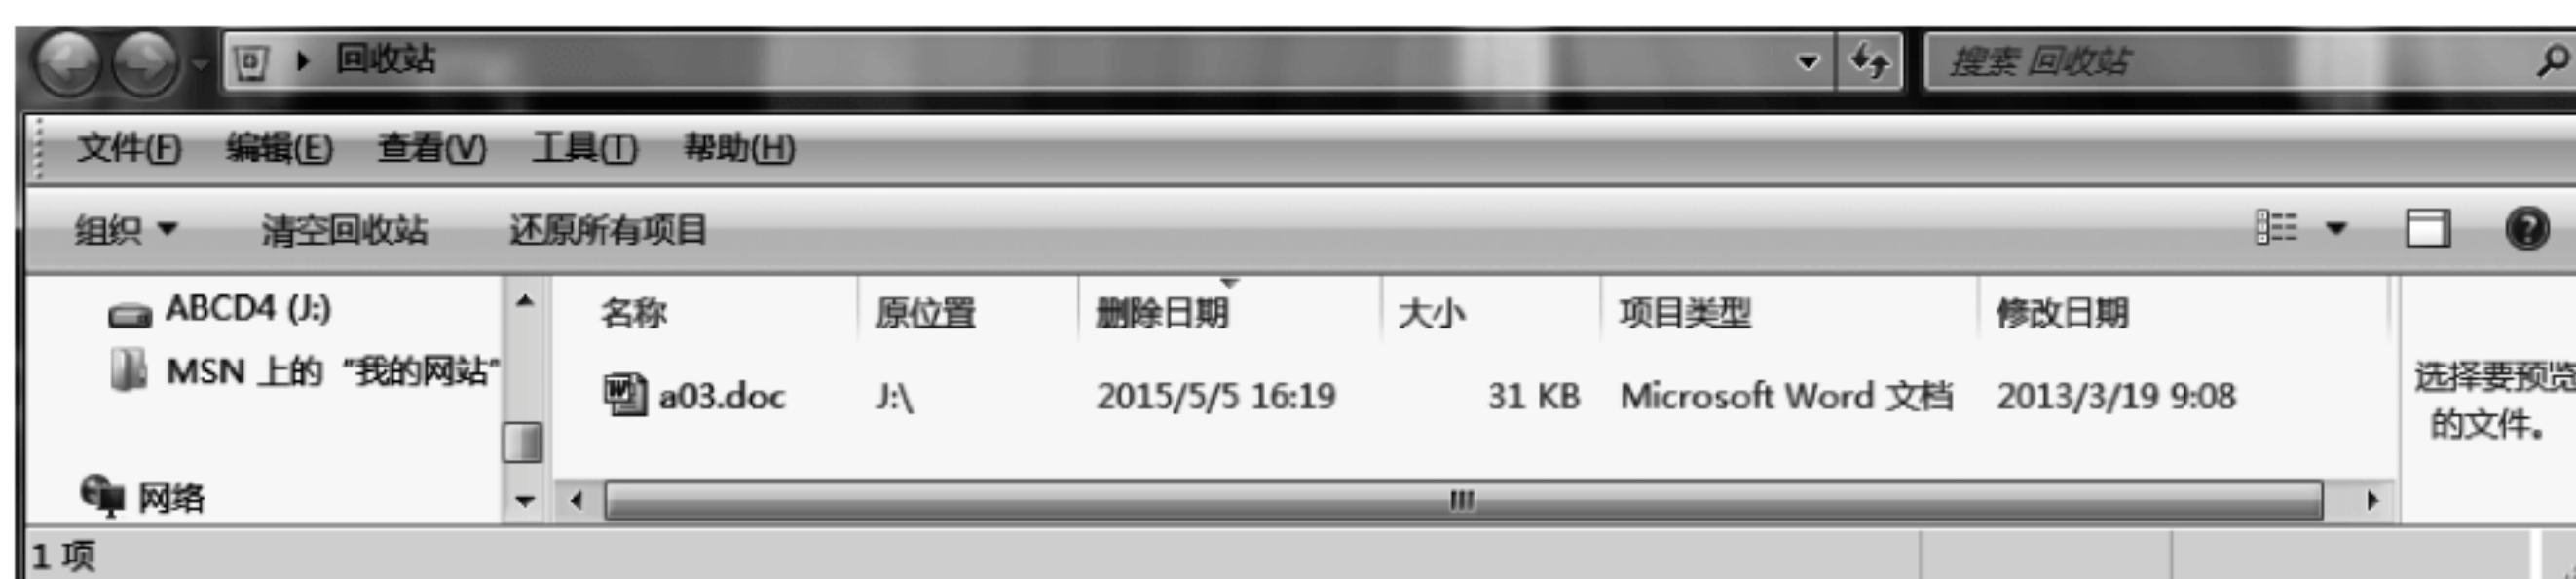 回收站
搜索 回收站
文件(F) 编辑(E) 查看(V) 工具(T) 帮助(H)
组织 清空回收站 还原所有项目
ABCD4 (J:)
MSN 上的 "我的网站"
网络
名称 原位置 删除日期 大小 项目类型 修改日期
a03.doc J:\ 2015/5/5 16:19 31 KB Microsoft Word 文档 2013/3/19 9:08
选择要预览
的文件。
1 项